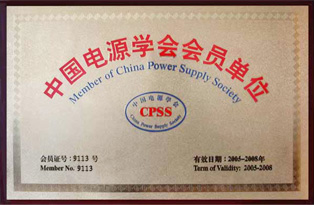 中国电源学会会员单位
Member of China Power Supply Society
中国电源学会
CPSS
China Power Supply Society
会员证号：9113 号
Member No. 9113
有效日期：2005-2008年
Term of Validity: 2005-2008